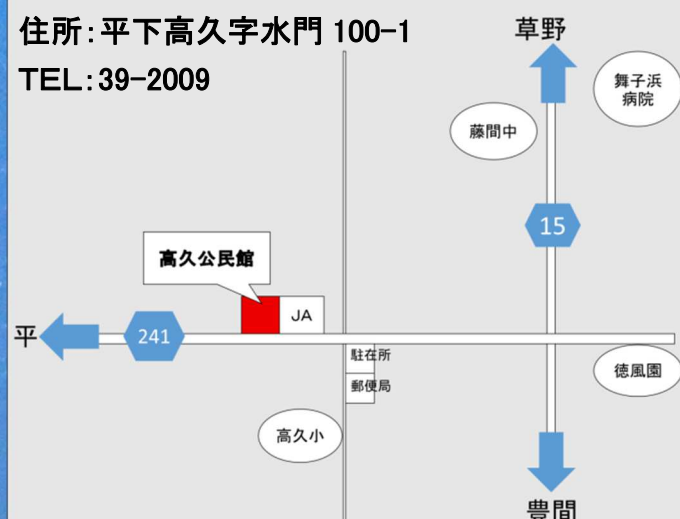 住所:平下高久字水門 100-1
TEL:39-2009
草野
舞子浜
病院
藤間中
15
高久公民館
JA
平
241
駐在所
郵便局
徳風園
高久小
豊間